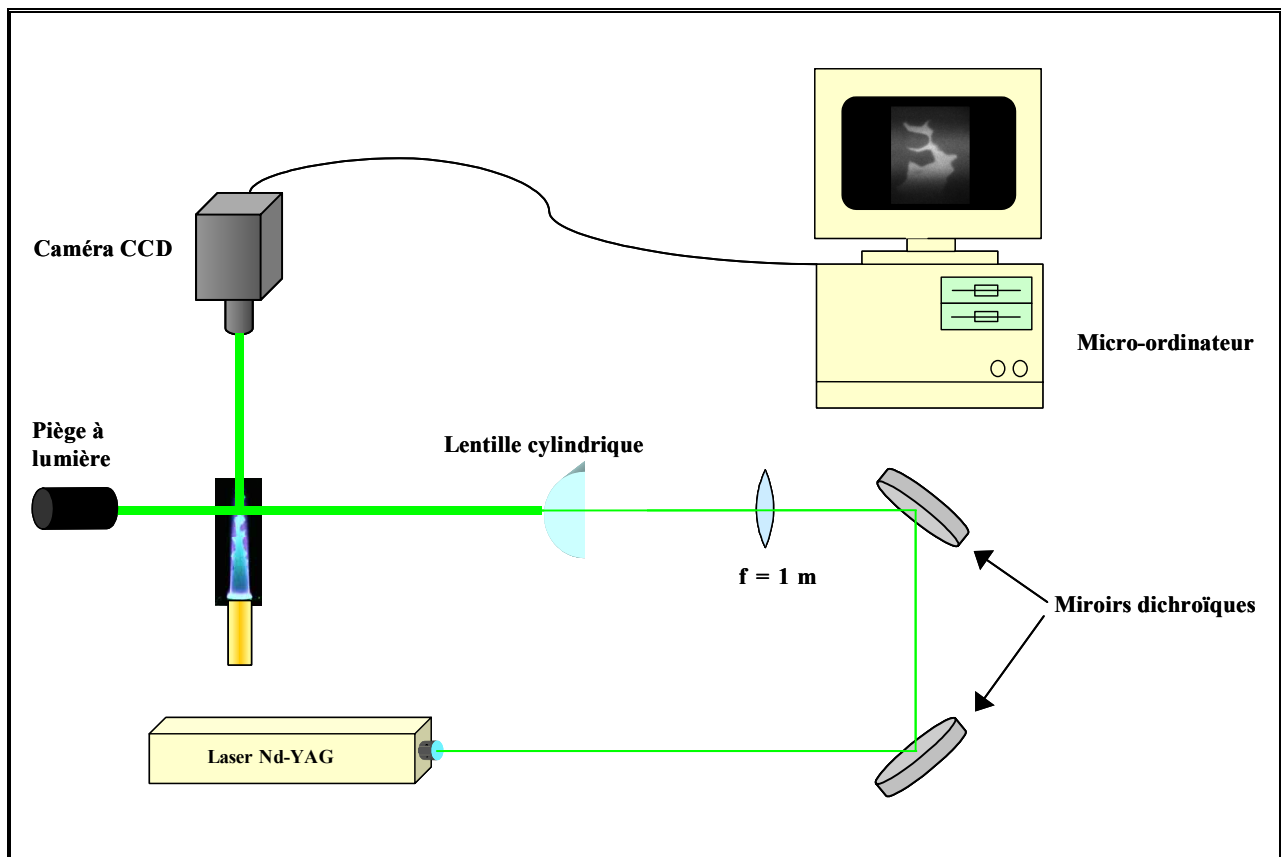 Caméra CCD
Micro-ordinateur
Piège à
lumière
Lentille cylindrique
f = 1 m
Miroirs dichroïques
Laser Nd-YAG